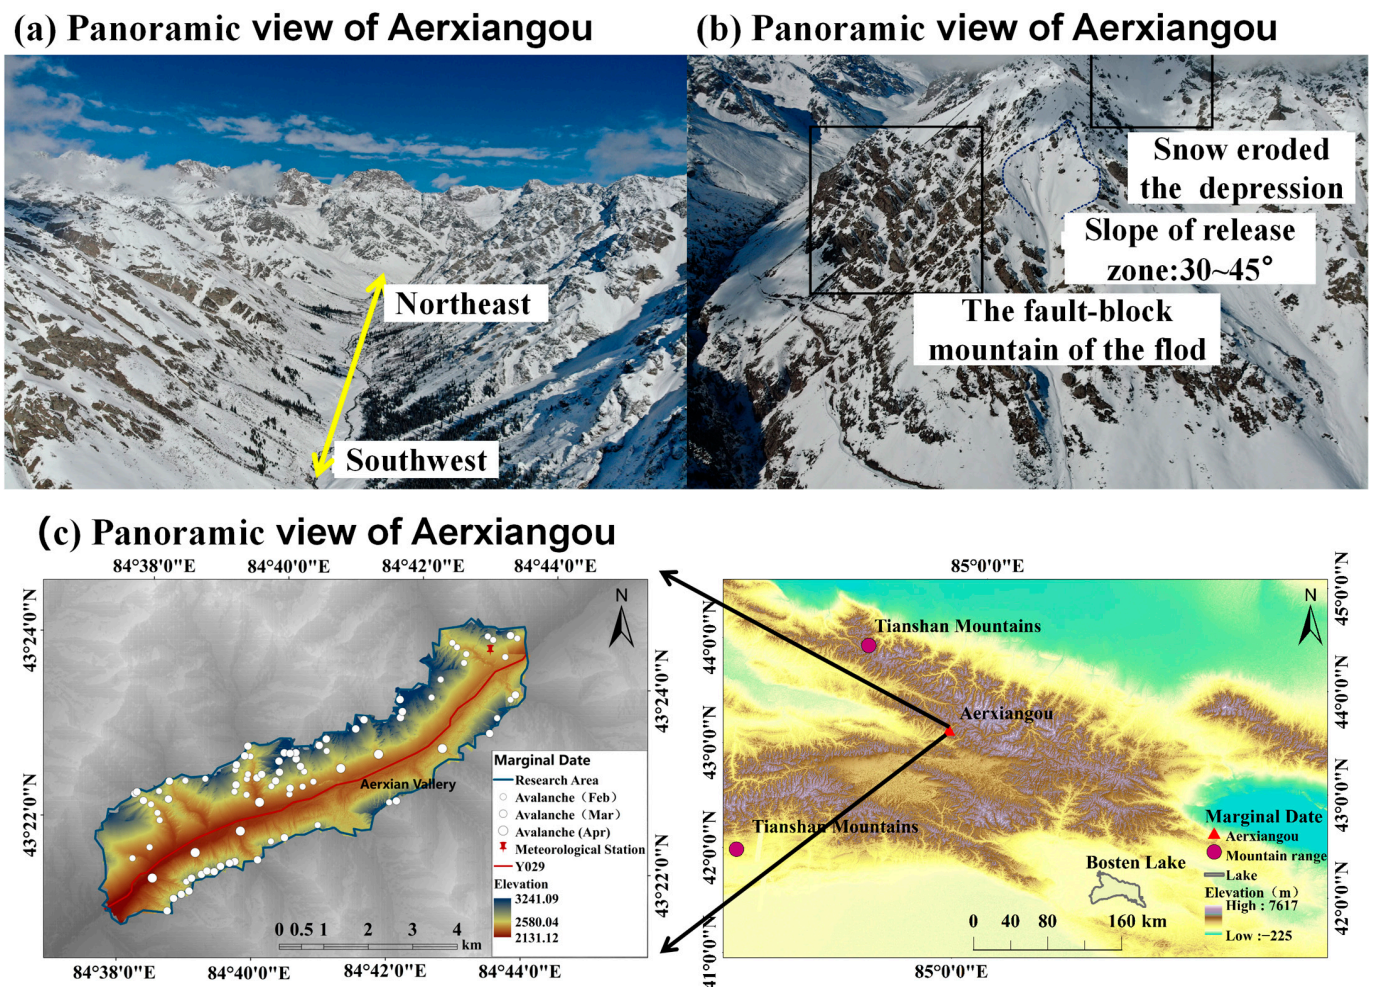 (a) Panoramic view of Aerxiangou
(b) Panoramic view of Aerxiangou
Northeast
Southwest
Snow eroded
the depression
Slope of release
zone:30~45°
The fault-block
mountain of the flod
(c) Panoramic view of Aerxiangou
84°38'0"E 84°40'0"E 84°42'0"E 84°44'0"E
43°24'0"N
43°22'0"N
N
43°24'0"N
43°22'0"N
Aerxian Vallery
Marginal Date
Research Area
Avalanche（Feb）
Avalanche（Mar）
Avalanche (Apr)
Meteorological Station
Y029
Elevation
3241.09
2580.04
2131.12
0 0.5 1 2 3 4
km
84°38'0"E 84°40'0"E 84°42'0"E 84°44'0"E
85°0'0"E
44°0'0"N
43°0'0"N
42°0'0"N
41°0'0"N
45°0'0"N
44°0'0"N
43°0'0"N
42°0'0"N
N
Tianshan Mountains
Aerxiangou
Tianshan Mountains
Bosten Lake
0 40 80 160 km
Marginal Date
Aerxiangou
Mountain range
Lake
Elevation（m）
High : 7617
Low :−225
85°0'0"E